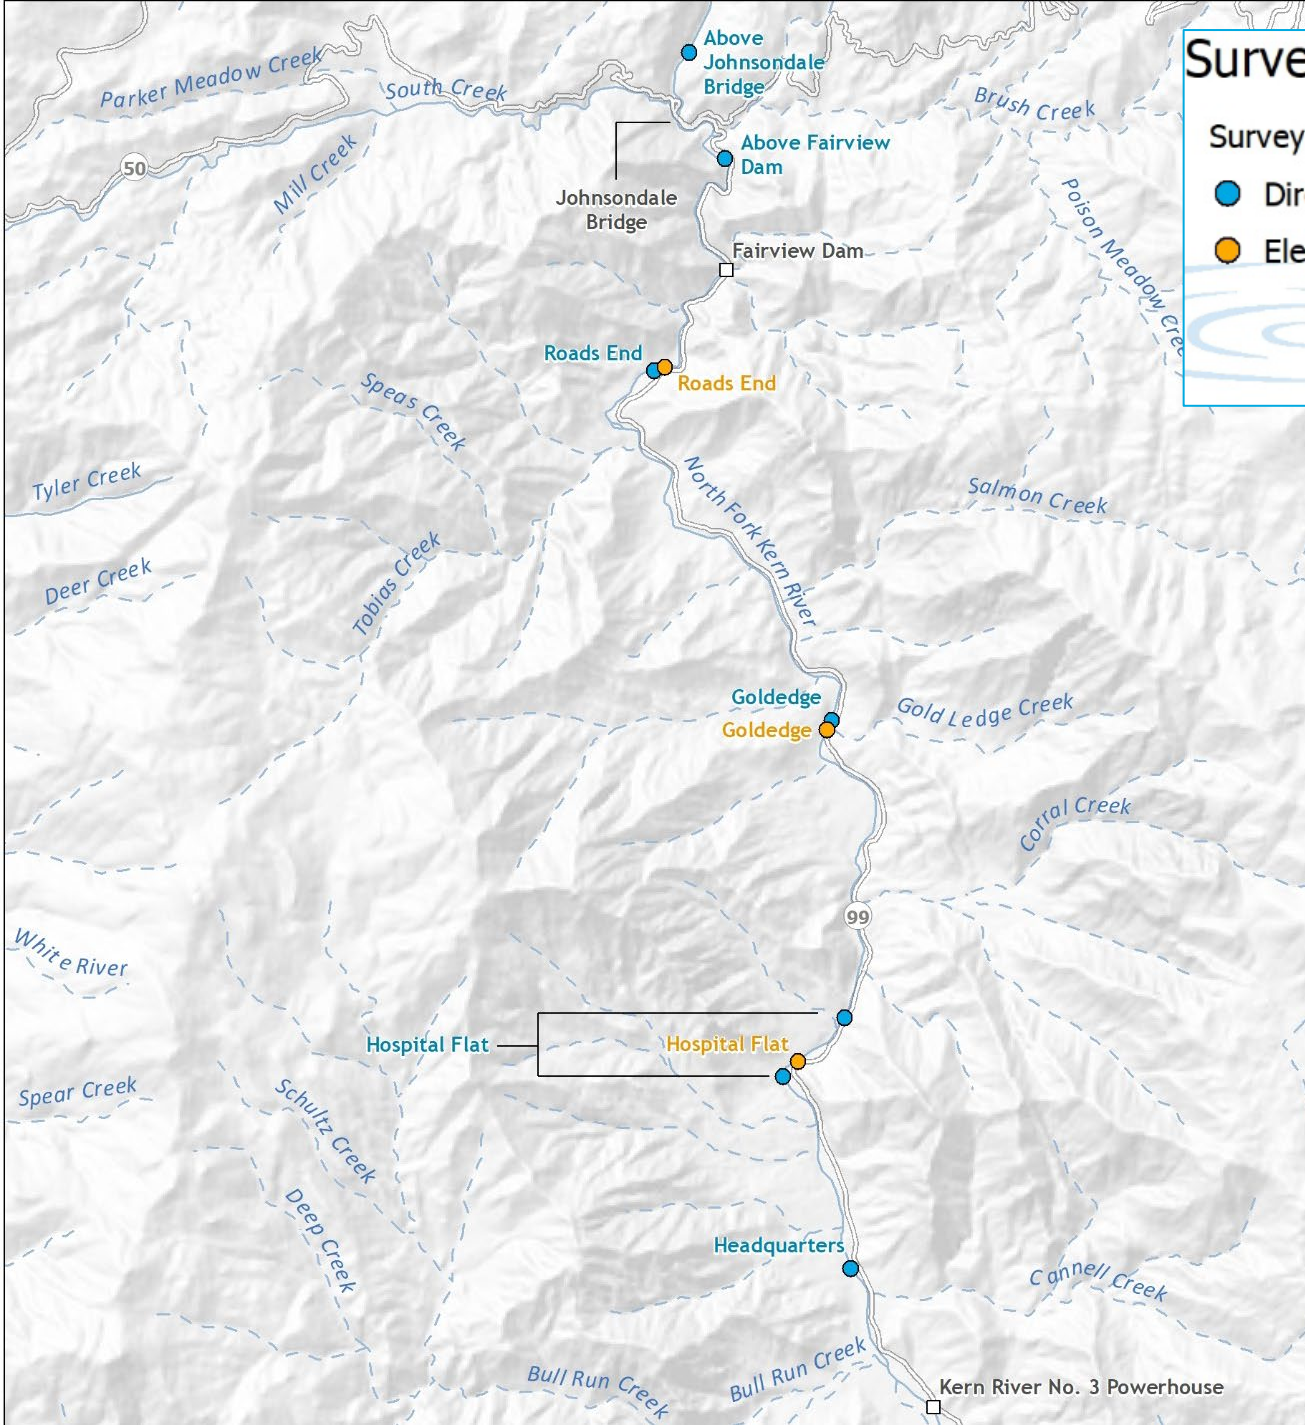 Above
Johnsondale
Bridge
Parker Meadow Creek
South Creek
Brush Creek
Surve
Survey
Dir
Ele
50
Mill Creek
Above Fairview
Dam
Johnsondale
Bridge
Poison Meadow Cree
Fairview Dam
Roads End
Roads End
Speas Creek
Tyler Creek
North Fork Kern River
Salmon Creek
Deer Creek
Tobias Creek
Goldedge
Goldedge
Gold Ledge Creek
Corral Creek
99
White River
Hospital Flat
Hospital Flat
Spear Creek
Schultz Creek
Deep Creek
Headquarters
Cannell Creek
Bull Run Creek
Bull Run Creek
Kern River No. 3 Powerhouse